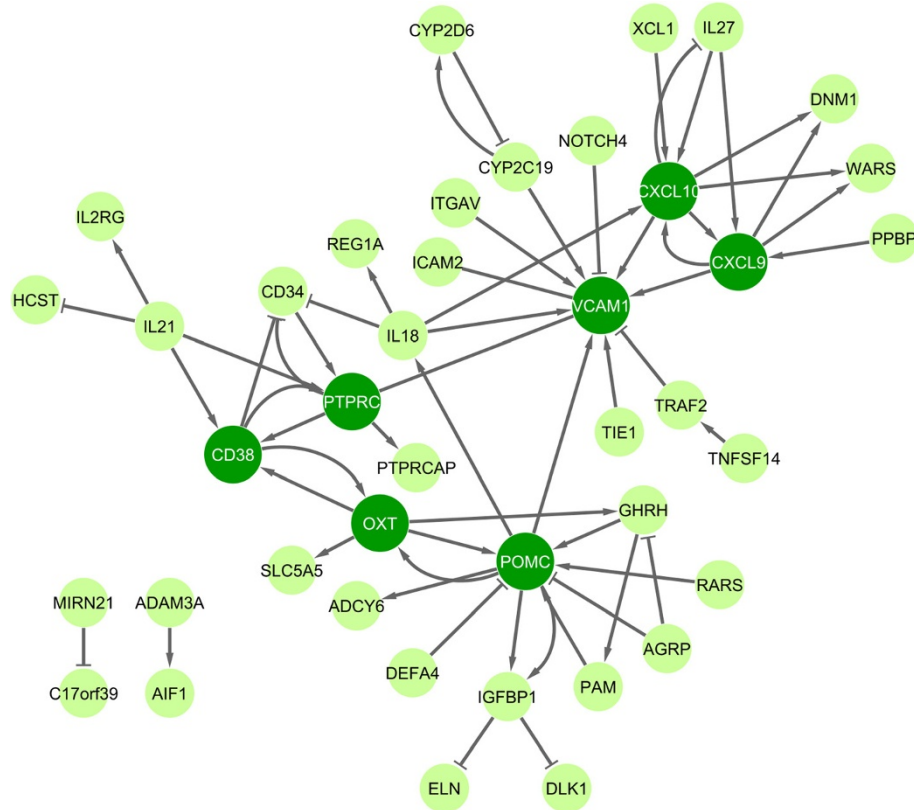 CYP2D6
XCL1
IL27
DNM1
NOTCH4
CYP2C19
WARS
CXCL10
ITGAV
IL2RG
REG1A
PPBP
ICAM2
CXCL9
CD34
HCST
VCAM1
IL21
IL18
PTPRC
TRAF2
TIE1
CD38
TNFSF14
PTPRCAP
GHRH
OXT
POMC
SLC5A5
RARS
MIRN21
ADAM3A
ADCY6
AGRP
DEFA4
PAM
C17orf39
AIF1
IGFBP1
ELN
DLK1